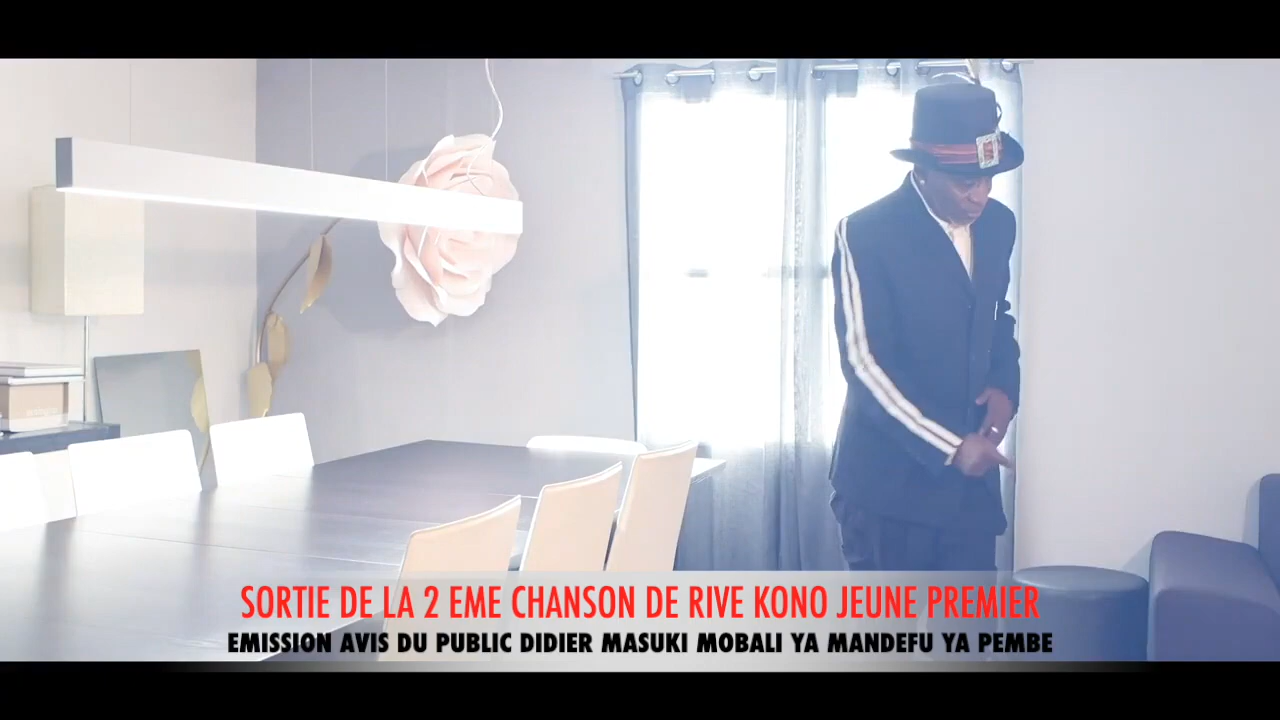 SORTIE DE LA 2 EME CHANSON DE RIVE KONO JEUNE PREMIER
EMISSION AVIS DU PUBLIC DIDIER MASUKI MOBALI YA MANDEFU YA PEMBE